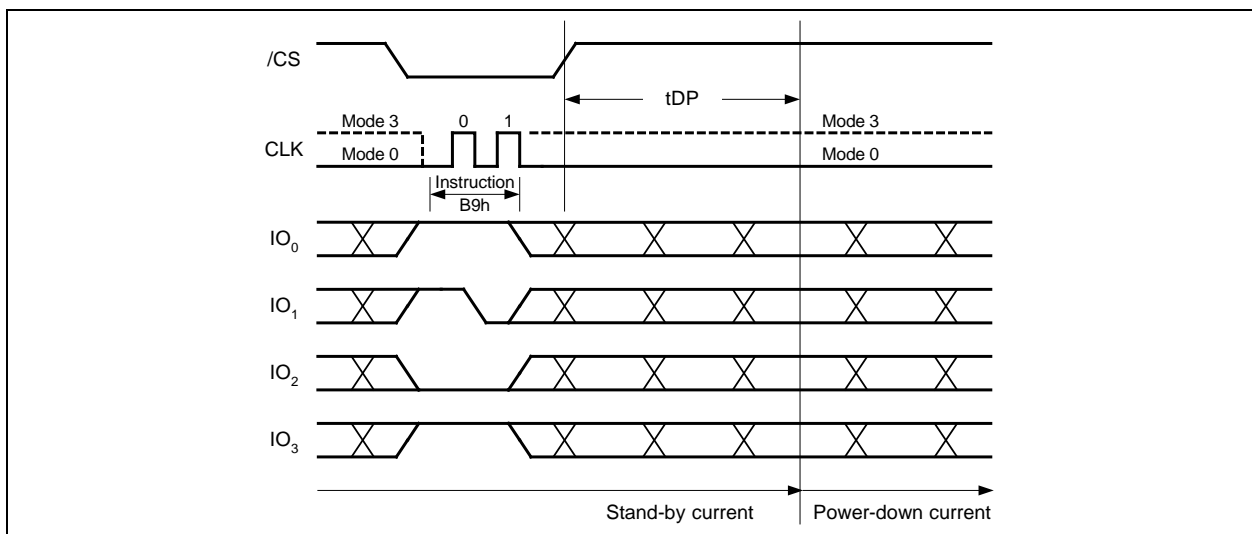 /CS
tDP
Mode 3 0 1 Mode 3
CLK
Mode 0 Mode 0
Instruction
B9h
IO0
IO1
IO2
IO3
Stand-by current Power-down current